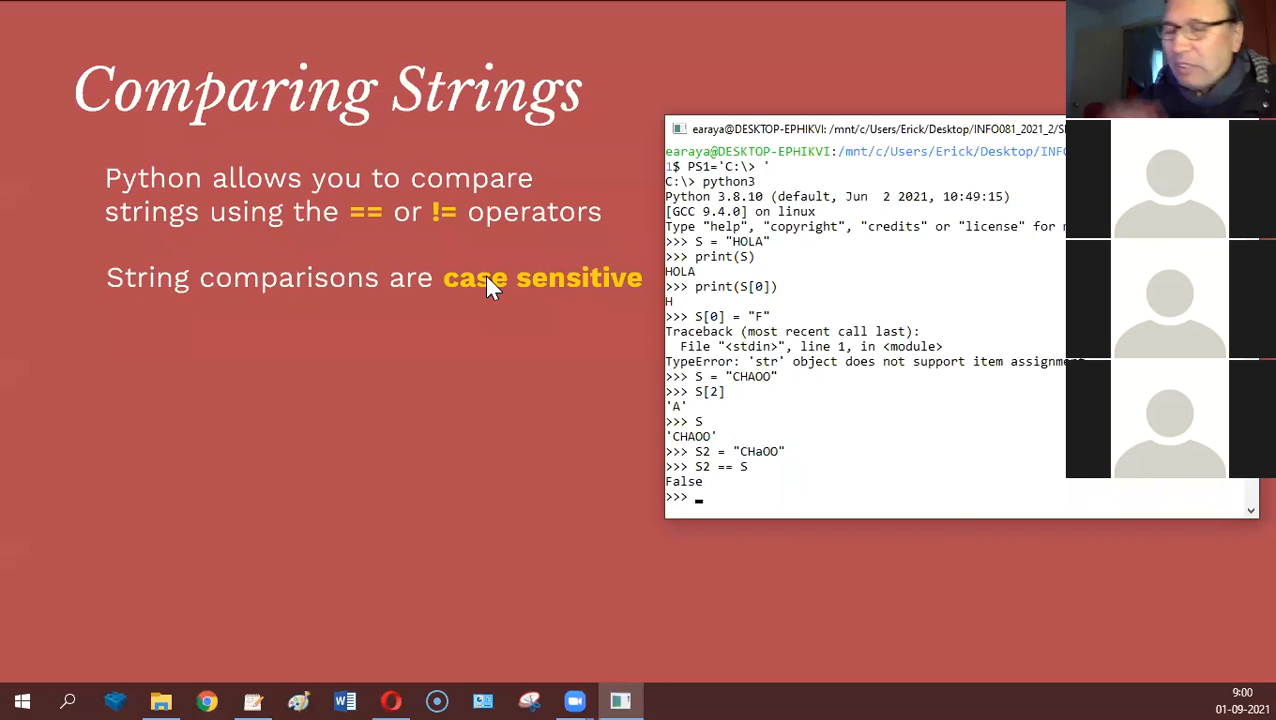 Comparing Strings
Python allows you to compare
strings using the == or != operators
String comparisons are case sensitive
earaya@DESKTOP-EPHIKVI: /mnt/c/Users/Erick/Desktop/INFO081_2021_2/
earaya@DESKTOP-EPHIKVI:/mnt/c/Users/Erick/Desktop/
1$ PS1='C:\> '
C:\> python3
Python 3.8.10 (default, Jun  2 2021, 10:49:15)
[GCC 9.4.0] on linux
Type "help", "copyright", "credits" or "license" for
>>> S = "HOLA"
>>> print(S)
HOLA
>>> print(S[0])
H
>>> S[0] = "F"
Traceback (most recent call last):
  File "<stdin>", line 1, in <module>
TypeError: 'str' object does not support item assignment
>>> S = "CHAOO"
>>> S[2]
'A'
>>> S
'CHAOO'
>>> S2 = "CHaOO"
>>> S2 == S
False
>>>
9:00
01-09-2021